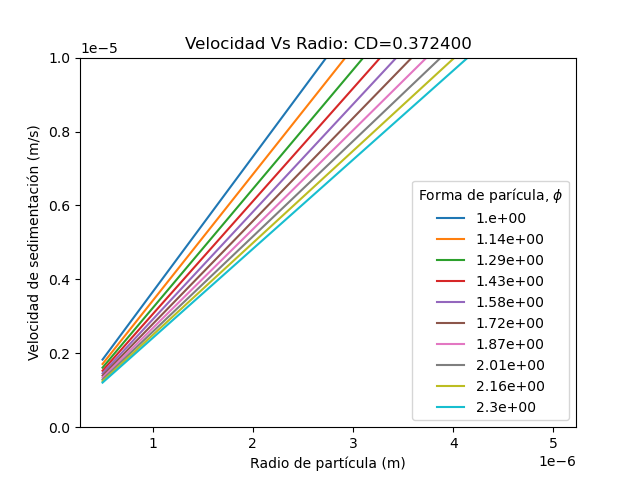 Velocidad Vs Radio: CD=0.372400
1e−5
1.0
0.8
0.6
0.4
0.2
0.0
Velocidad de sedimentación (m/s)
Forma de parícula, ϕ
1.e+00
1.14e+00
1.29e+00
1.43e+00
1.58e+00
1.72e+00
1.87e+00
2.01e+00
2.16e+00
2.3e+00
1 2 3 4 5
1e−6
Radio de partícula (m)